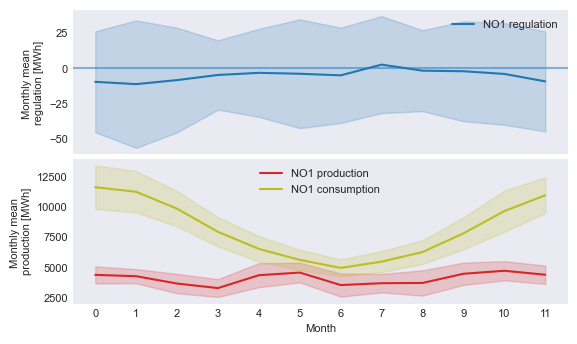 NO1 regulation
Monthly mean
regulation [MWh]
25
0
−25
−50
NO1 production
NO1 consumption
Monthly mean
production [MWh]
12500
10000
7500
5000
2500
0 1 2 3 4 5 6 7 8 9 10 11
Month